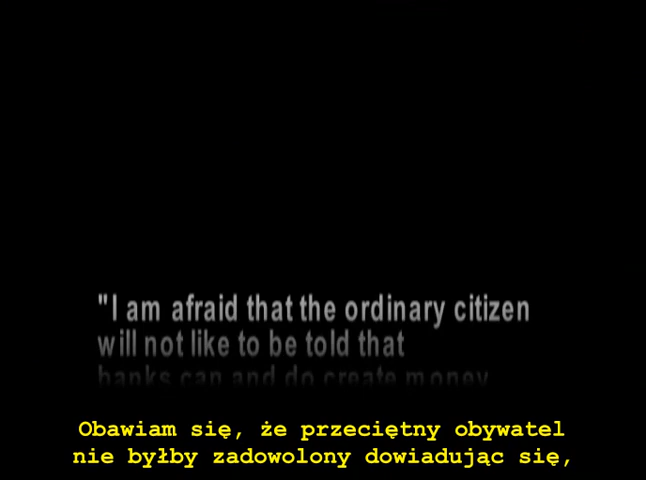 "I am afraid that the ordinary citizen
will not like to be told that
banks can and do create money
Obawiam się, że przeciętny obywatel
nie byłby zadowolony dowiadując się,